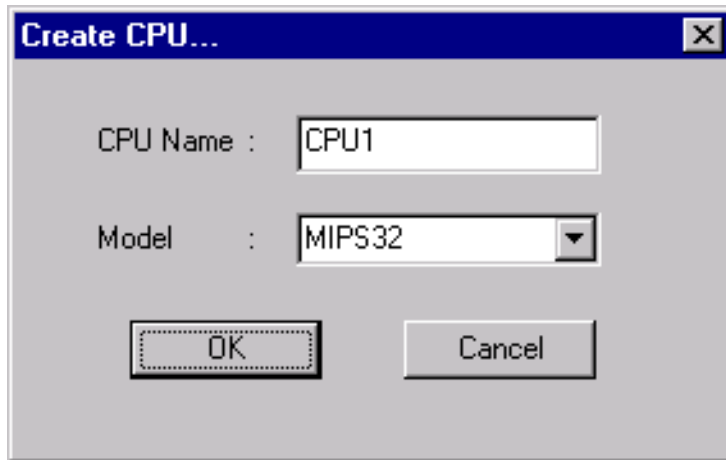 Create CPU...
CPU Name : CPU1
Model : MIPS32
OK Cancel